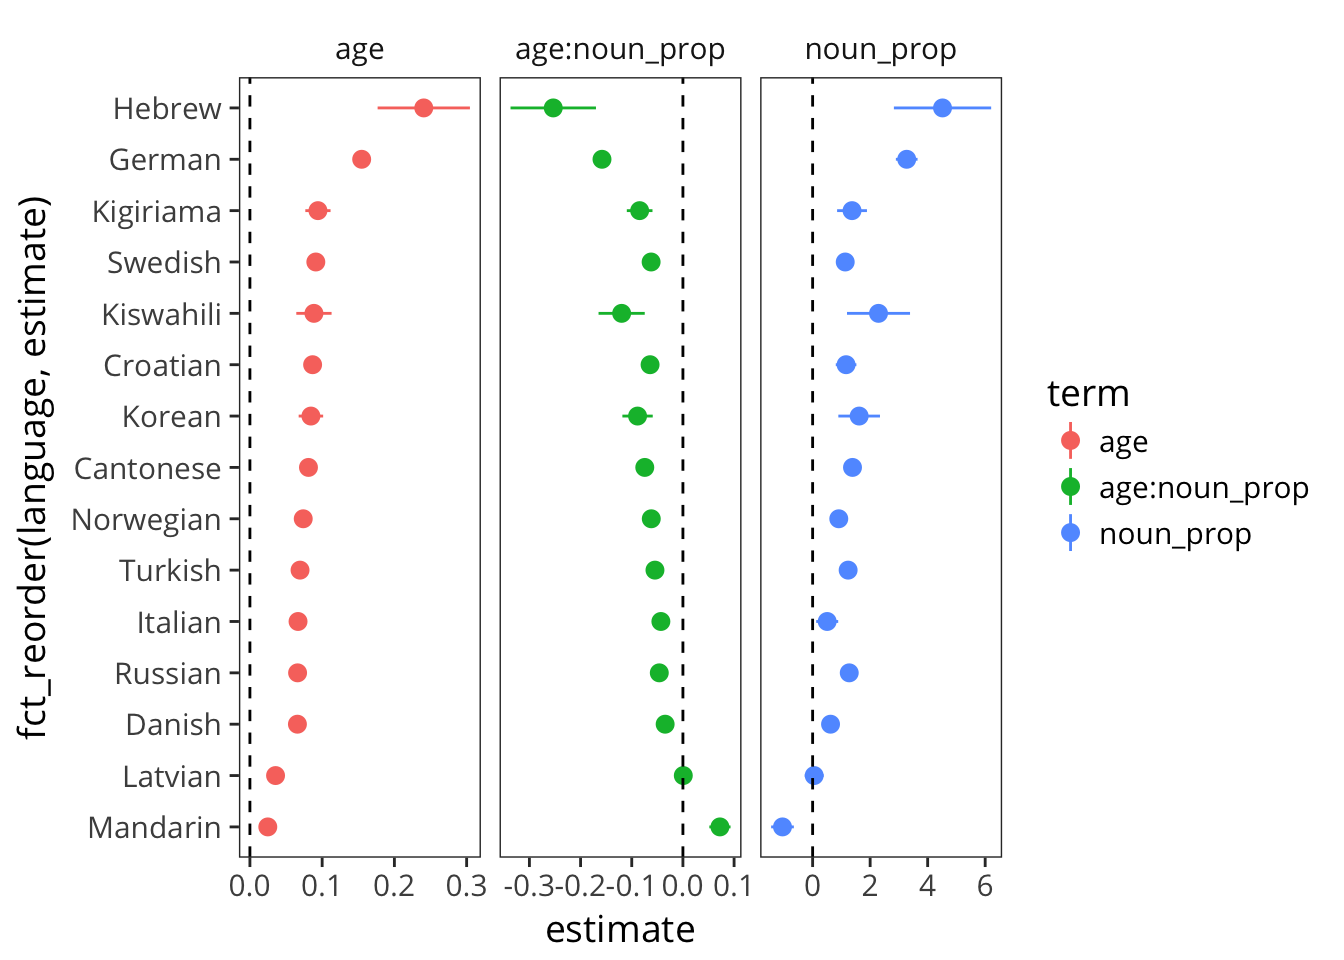 age
age:noun_prop
noun_prop
fct_reorder(language, estimate)
Hebrew
German
Kigiriama
Swedish
Kiswahili
Croatian
Korean
Cantonese
Norwegian
Turkish
Italian
Russian
Danish
Latvian
Mandarin
0.0 0.1 0.2 0.3
-0.3 -0.2 -0.1 0.0 0.1
0 2 4 6
estimate
term
age
age:noun_prop
noun_prop